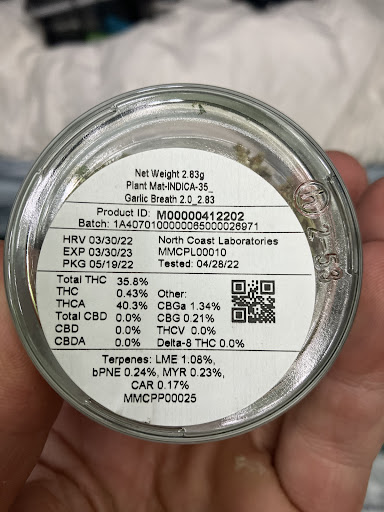 Net Weight 2.83g
Plant Mat-INDICA-35_
Garlic Breath 2.0_2.83
Product ID: M00000412202
Batch: 1A4070100000065000026971
HRV 03/30/22 North Coast Laboratories
EXP 03/30/23 MMCPL00010
PKG 05/19/22 Tested: 04/28/22
Total THC 35.8%
THC 0.43% Other:
THCA 40.3% CBGa 1.34%
Total CBD 0.0% CBG 0.21%
CBD 0.0% THCV 0.0%
CBDA 0.0% Delta-8 THC 0.0%
Terpenes: LME 1.08%,
bPNE 0.24%, MYR 0.23%,
CAR 0.17%
MMCPP00025